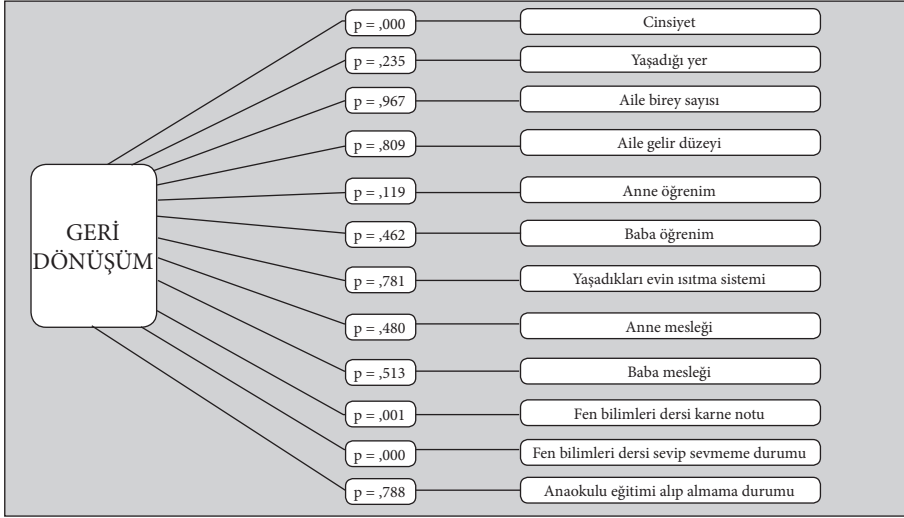 p = ,000 Cinsiyet
p = ,235 Yaşadığı yer
p = ,967 Aile birey sayısı
p = ,809 Aile gelir düzeyi
p = ,119 Anne öğrenim
GERİ
DÖNÜŞÜM
p = ,462 Baba öğrenim
p = ,781 Yaşadıkları evin ısıtma sistemi
p = ,480 Anne mesleği
p = ,513 Baba mesleği
p = ,001 Fen bilimleri dersi karne notu
p = ,000 Fen bilimleri dersi sevip sevmeme durumu
p = ,788 Anaokulu eğitimi alıp almama durumu